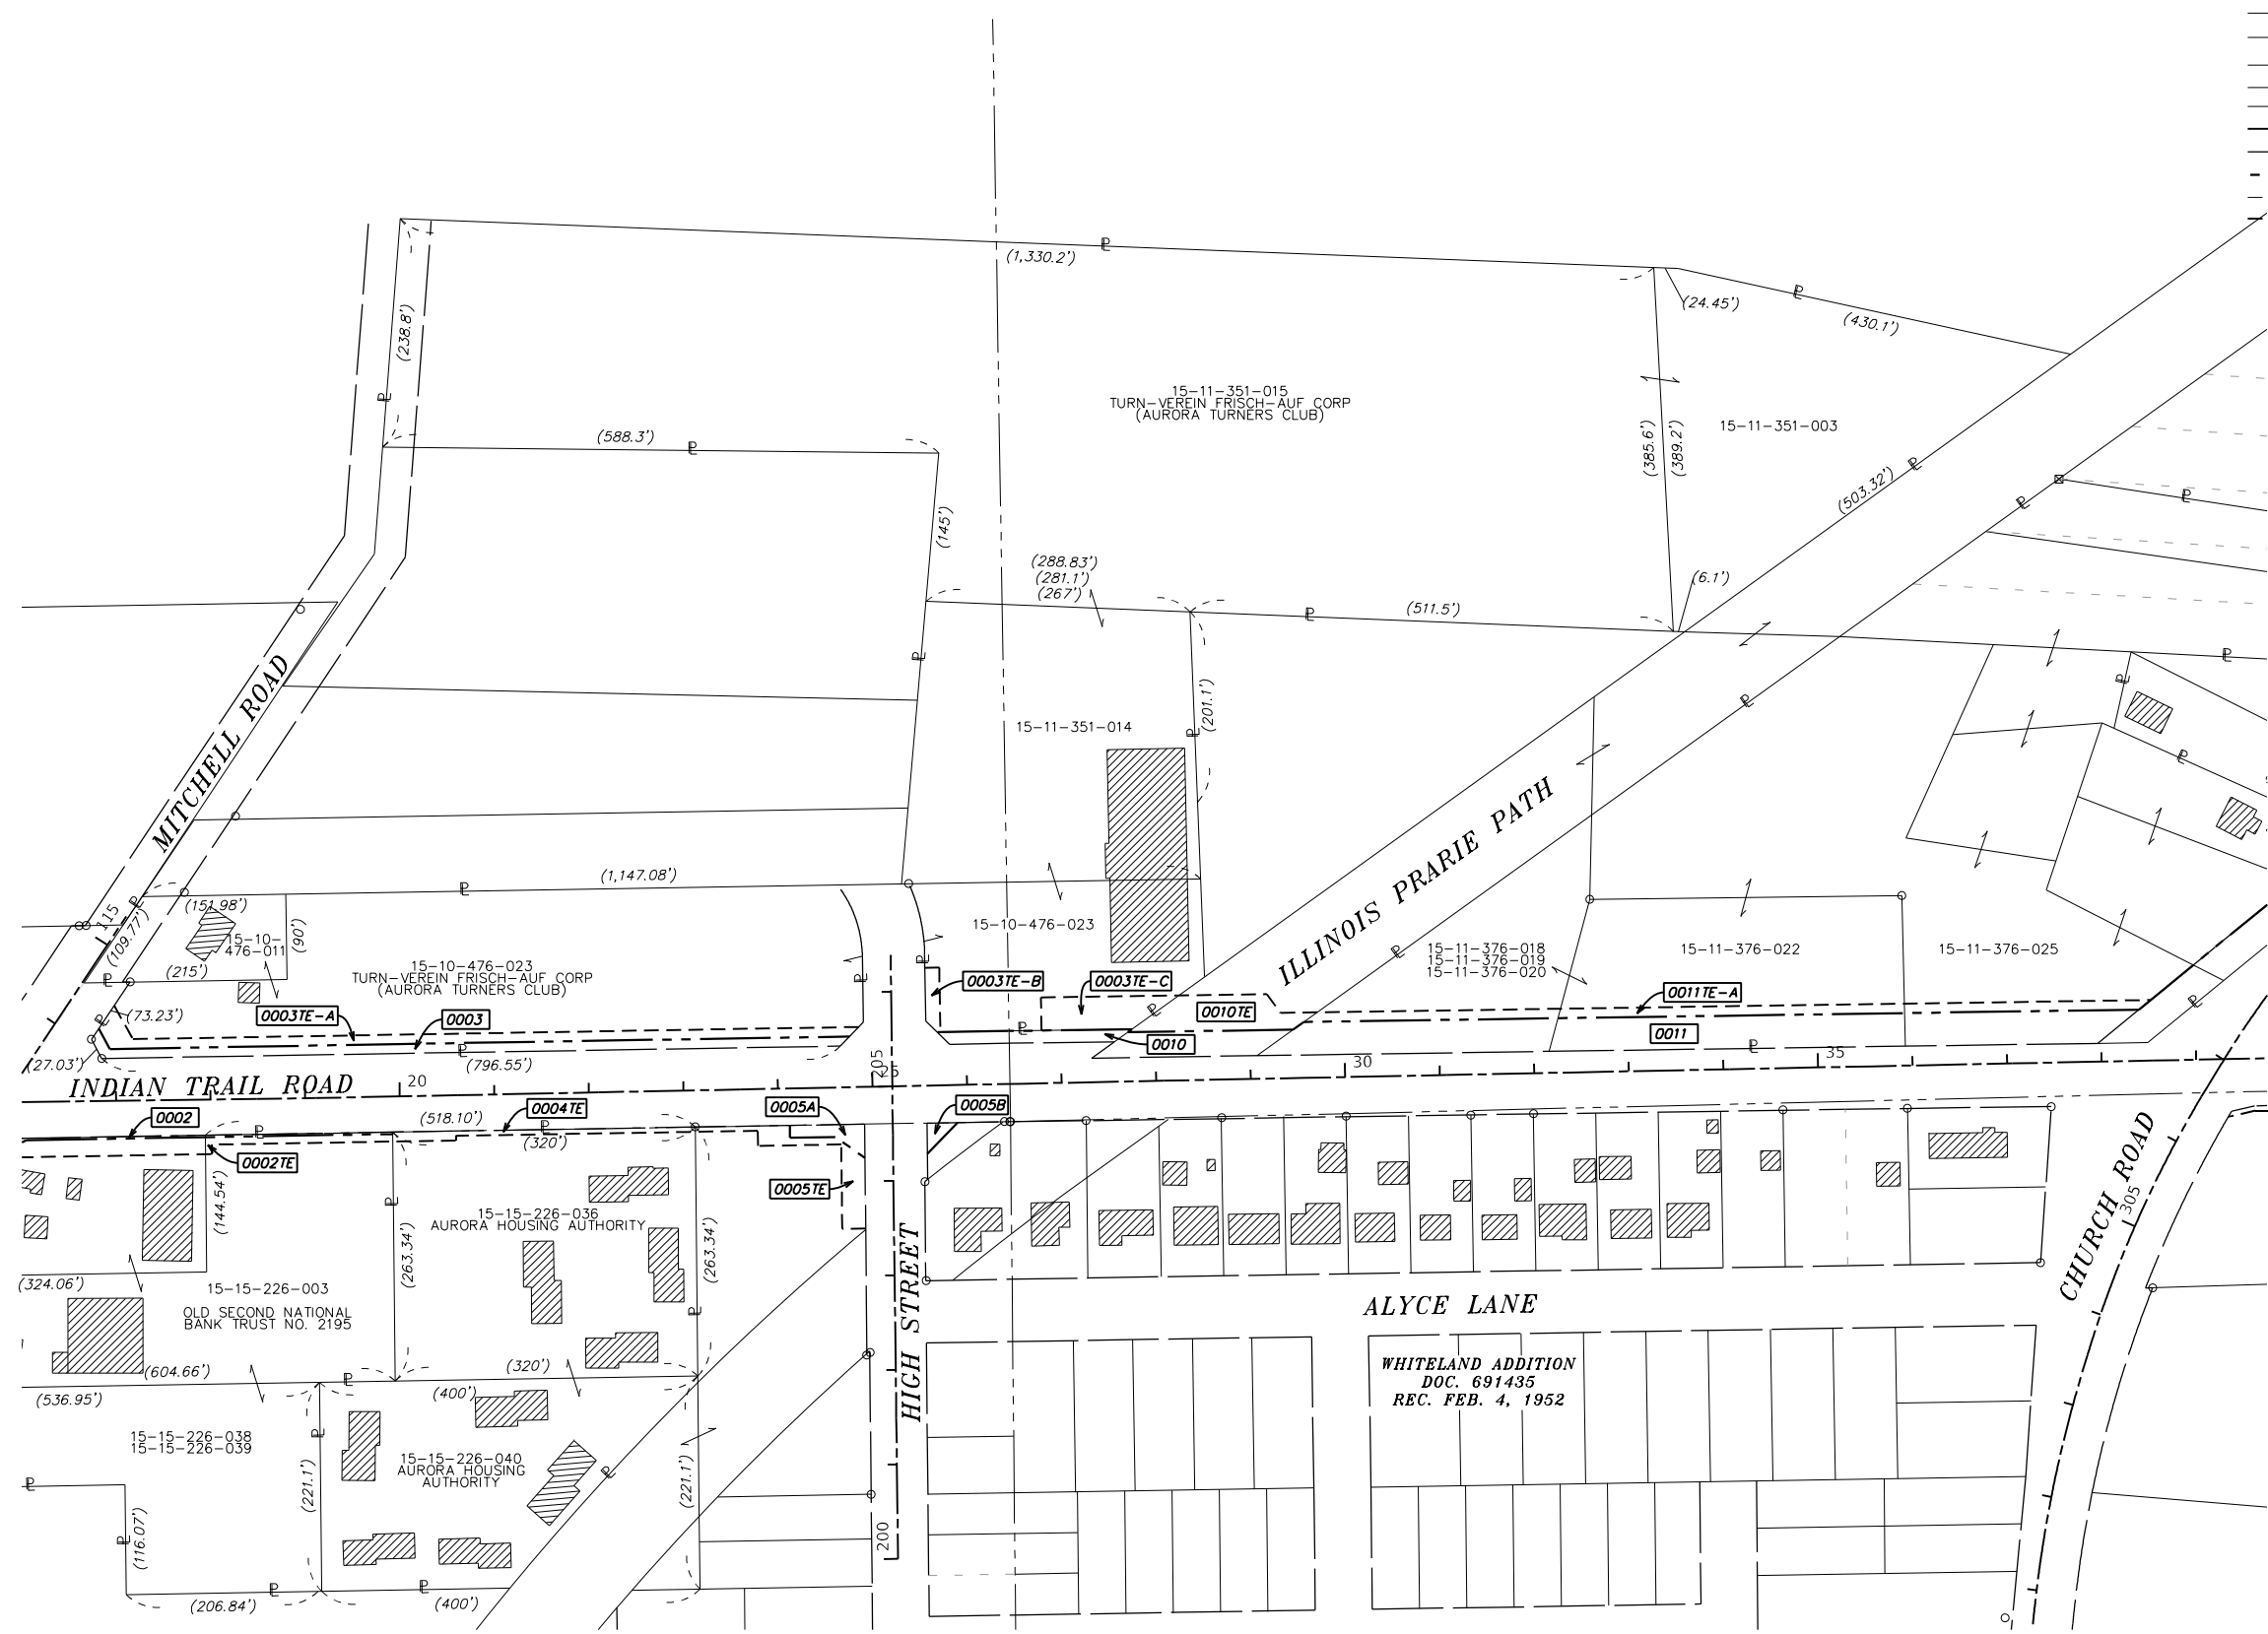 (1,330.2')
(24.45')
(430.1')
(238.8')
15-11-351-015
TURN-VEREIN FRISCH-AUF CORP
(AURORA TURNERS CLUB)
(588.3')
(385.6')
(389.2')
15-11-351-003
(503.32')
(145')
(288.83')
(281.1')
(267')
(511.5')
(6.1')
MITCHELL ROAD
15-11-351-014
(201.1')
ILLINOIS PRARIE PATH
(1,147.08')
(151.98')
115
(109.77')
15-10-
476-011
(90')
(215')
15-10-476-023
TURN-VEREIN FRISCH-AUF CORP
(AURORA TURNERS CLUB)
15-10-476-023
15-11-376-018
15-11-376-019
15-11-376-020
15-11-376-022
15-11-376-025
0003TE-B
0003TE-C
0011TE-A
(73.23')
0003TE-A
0003
0010TE
0010
0011
(27.03')
(796.55')
205
INDIAN TRAIL ROAD
20
25
30
35
0002
(518.10')
0004TE
0005A
0005B
(320')
0002TE
0005TE
(144.54')
15-15-226-036
AURORA HOUSING AUTHORITY
(263.34')
(263.34')
HIGH STREET
CHURCH ROAD
305
(324.06')
15-15-226-003
OLD SECOND NATIONAL
BANK TRUST NO. 2195
ALYCE LANE
(604.66')
(320')
(536.95')
(400')
WHITELAND ADDITION
DOC. 691435
REC. FEB. 4, 1952
15-15-226-038
15-15-226-039
15-15-226-040
AURORA HOUSING
AUTHORITY
(221.1')
(221.1')
(116.07')
200
(206.84')
(400')